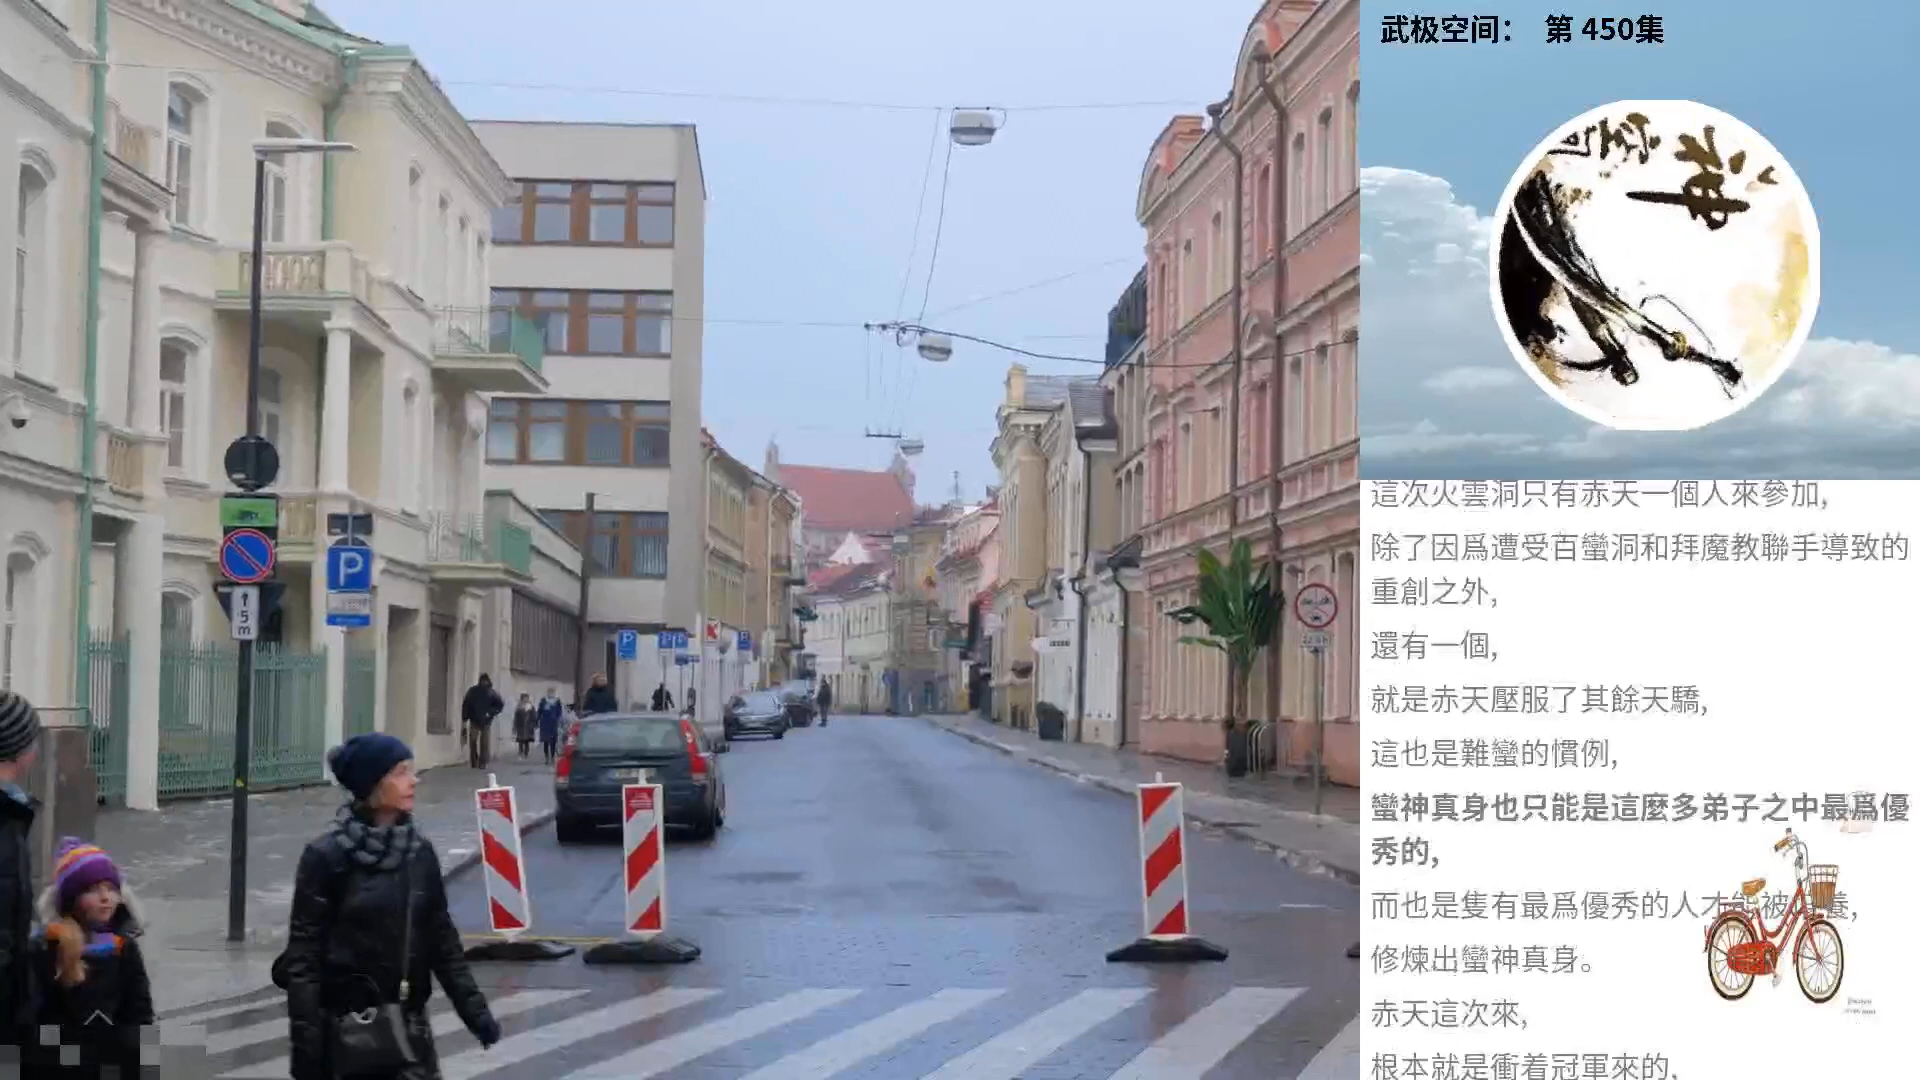 武极空间： 第 450集
這次火雲洞只有赤天一個人來參加,
除了因爲遭受百蠻洞和拜魔教聯手導致的
重創之外,
還有一個,
就是赤天壓服了其餘天驕,
這也是難蠻的慣例,
蠻神真身也只能是這麼多弟子之中最爲優
秀的,
而也是隻有最爲優秀的人才能被培養,
修煉出蠻神真身。
赤天這次來,
根本就是衝着冠軍來的,
P
5
m
P
P